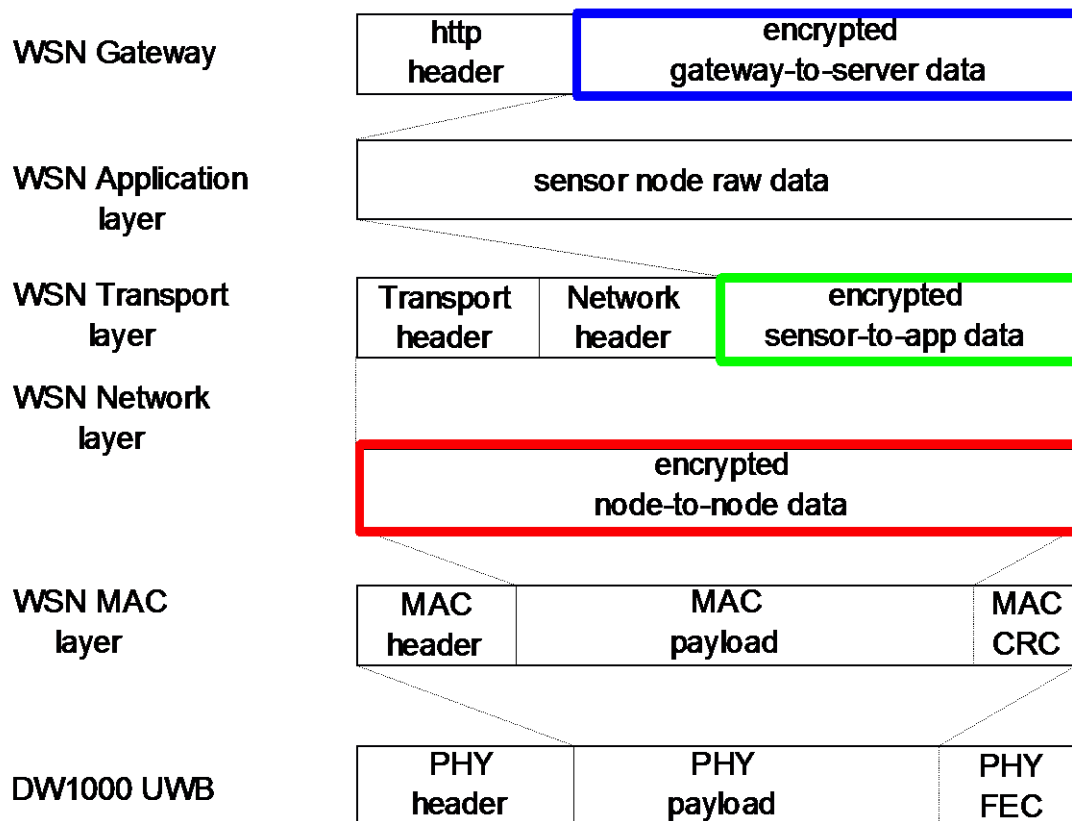 WSN Gateway
http
header
encrypted
gateway-to-server data
WSN Application
layer
sensor node raw data
WSN Transport
layer
Transport
header
Network
header
encrypted
sensor-to-app data
WSN Network
layer
encrypted
node-to-node data
WSN MAC
layer
MAC
header
MAC
payload
MAC
CRC
DW1000 UWB
PHY
header
PHY
payload
PHY
FEC